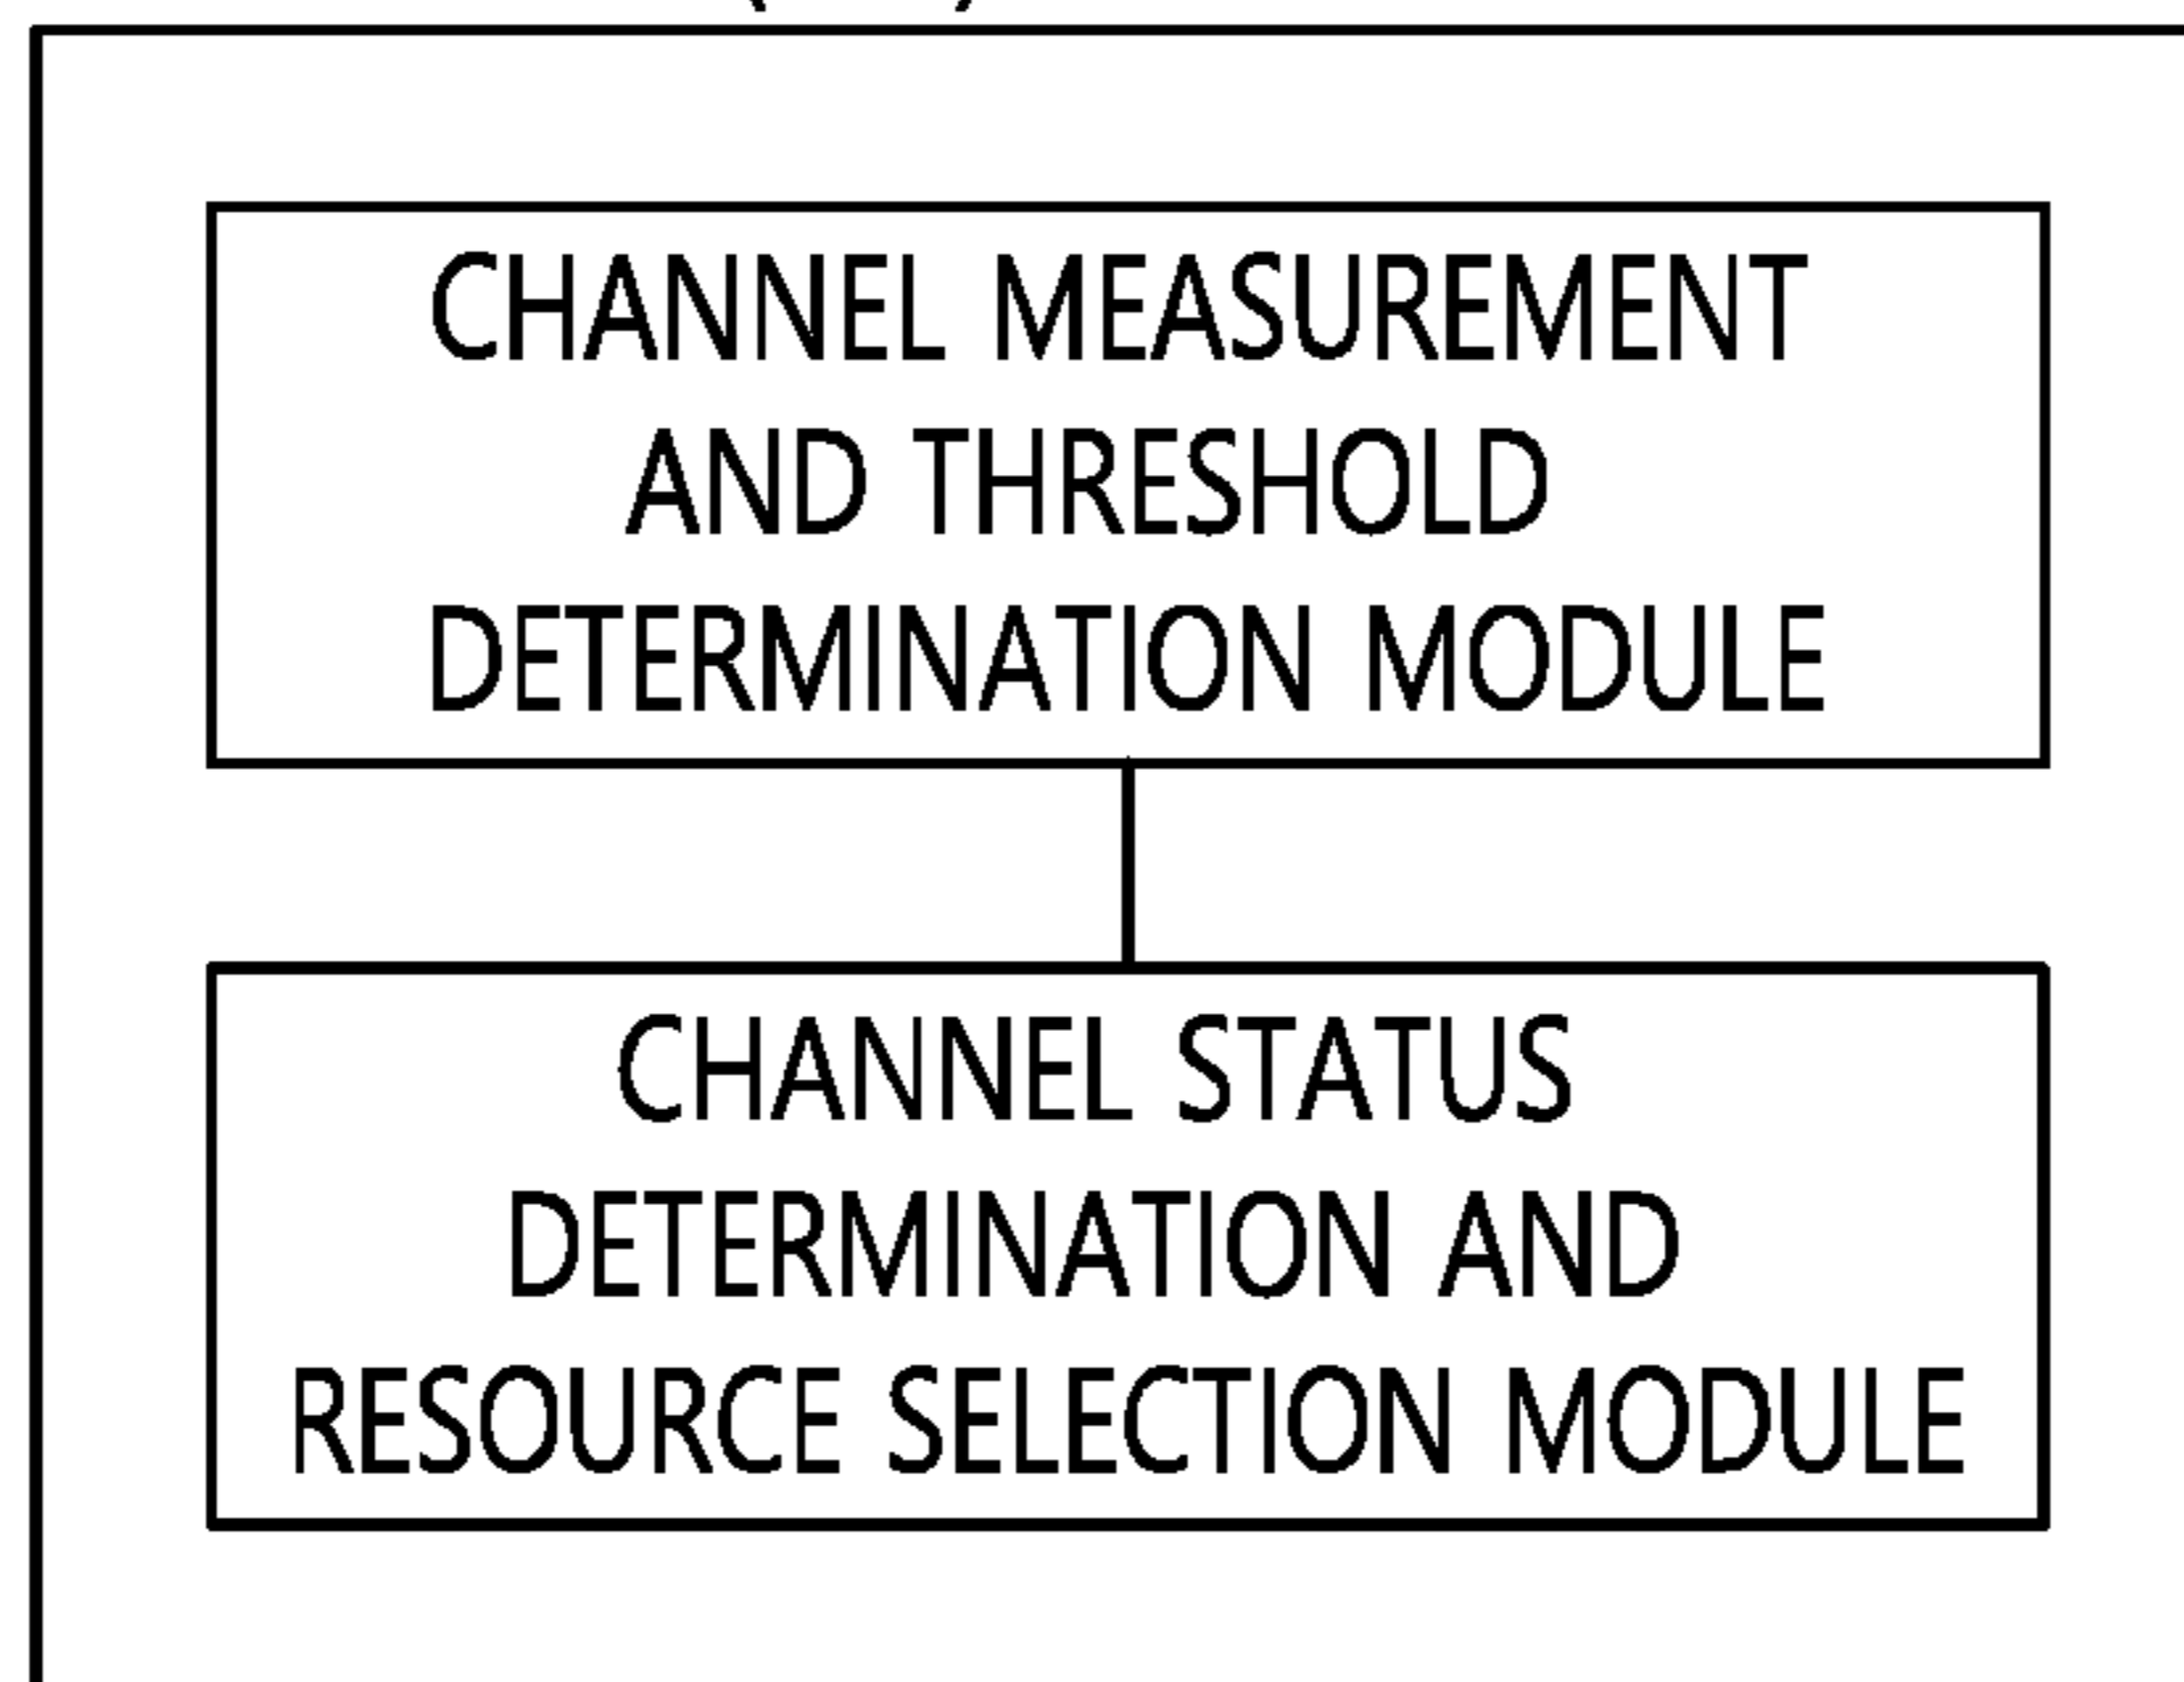 CHANNEL MEASUREMENT
AND THRESHOLD
DETERMINATION MODULE
CHANNEL STATUS
DETERMINATION AND
RESOURCE SELECTION MODULE